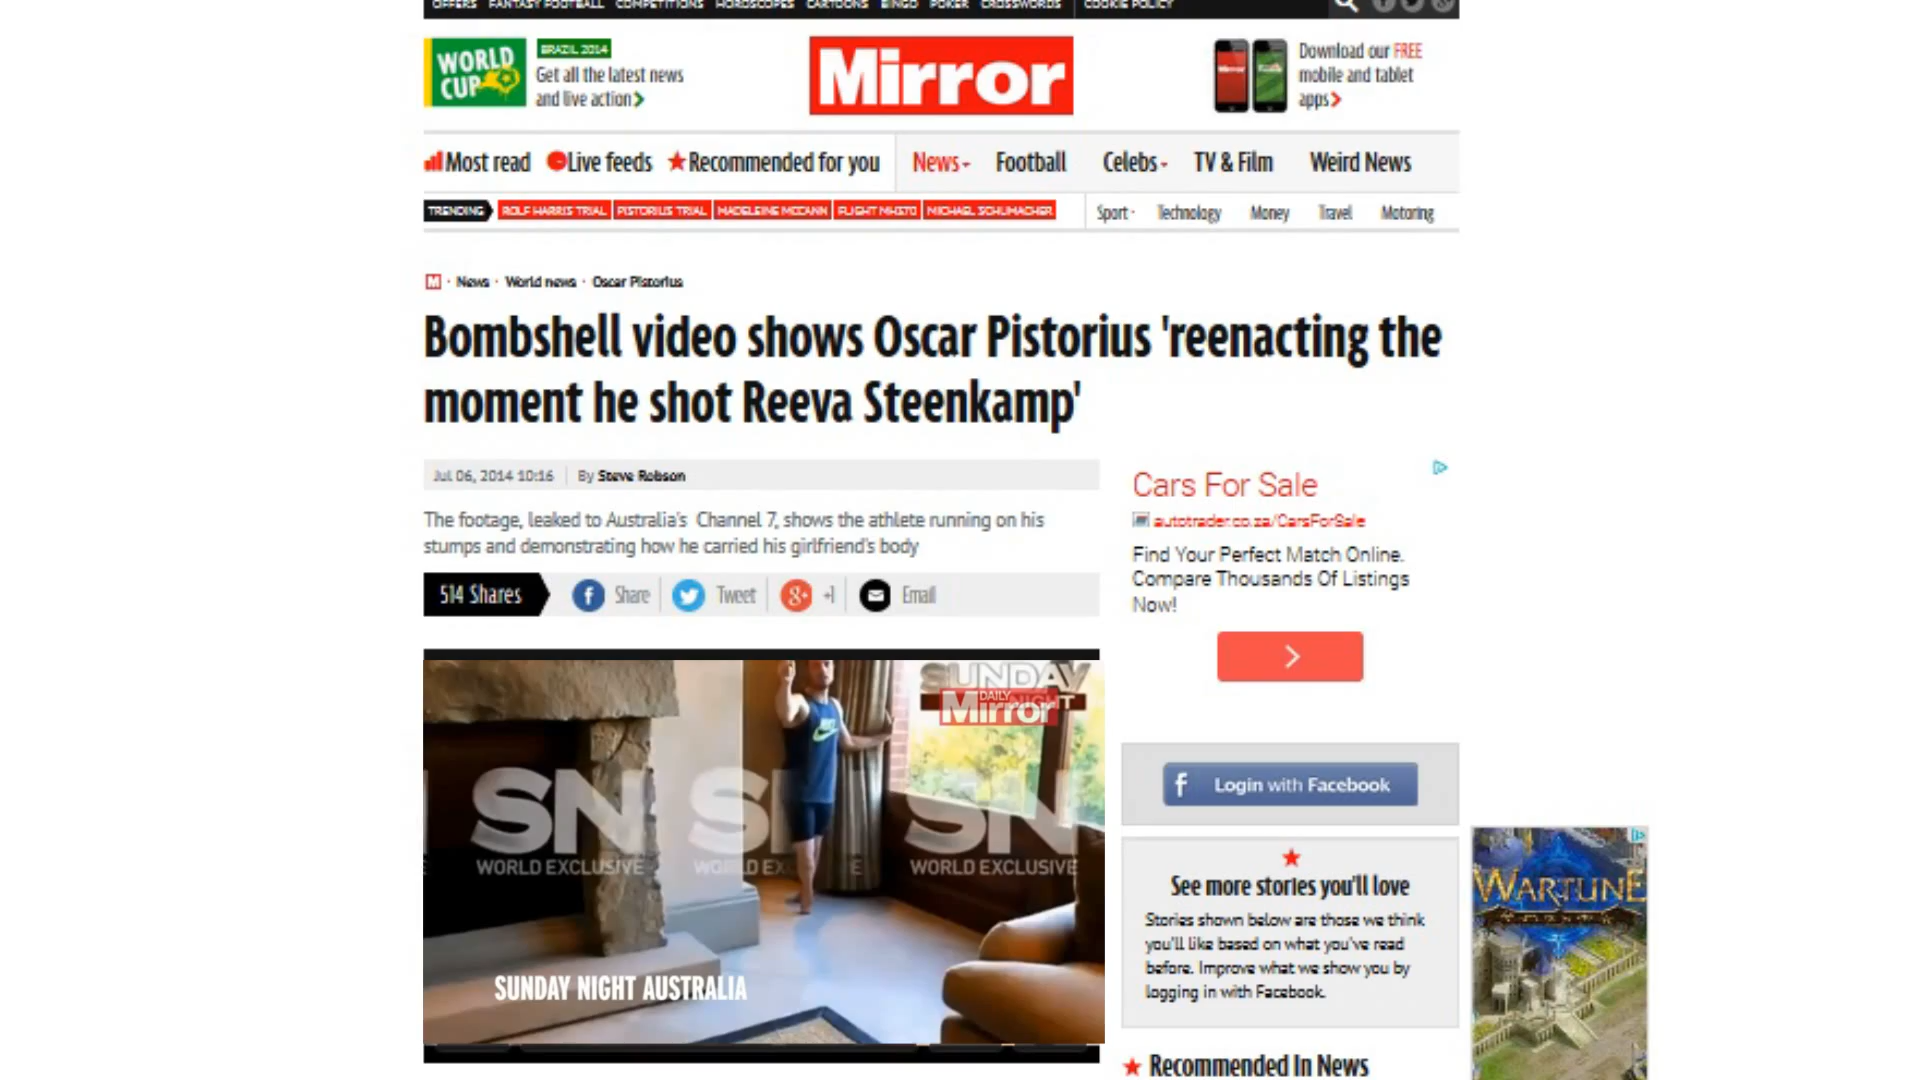 OFFERS FANTASY FOOTBALL COMPETITIONS HOROSCOPES CARTOONS BINGO POKER CROSSWORDS COOKIE POLICY
WORLD CUP
BRAZIL 2014
Get all the latest news
and live action
Mirror
Download our FREE
mobile and tablet
apps
Most read Live feeds Recommended for you News Football Celebs TV & Film Weird News
TRENDING ROLF HARRIS TRIAL PISTORIUS TRIAL MADELEINE MCCANN FLIGHT MH370 MICHAEL SCHUMACHER Sport Technology Money Travel Motoring
M · News · World news · Oscar Pistorius
Bombshell video shows Oscar Pistorius 'reenacting the
moment he shot Reeva Steenkamp'
Jul 06, 2014 10:16 By Steve Robson
The footage, leaked to Australia's Channel 7, shows the athlete running on his
stumps and demonstrating how he carried his girlfriend's body
514 Shares Share Tweet +1 Email
SUNDAY
NIGHT
DAILY
Mirror
SN SN SN
WORLD EXCLUSIVE WORLD EX E WORLD EXCLUSIVE
SUNDAY NIGHT AUSTRALIA
Cars For Sale
autotrader.co.za/CarsForSale
Find Your Perfect Match Online.
Compare Thousands Of Listings
Now!
Login with Facebook
See more stories you'll love
Stories shown below are those we think
you'll like based on what you've read
before. Improve what we show you by
logging in with Facebook.
Recommended In News
WARTUNE